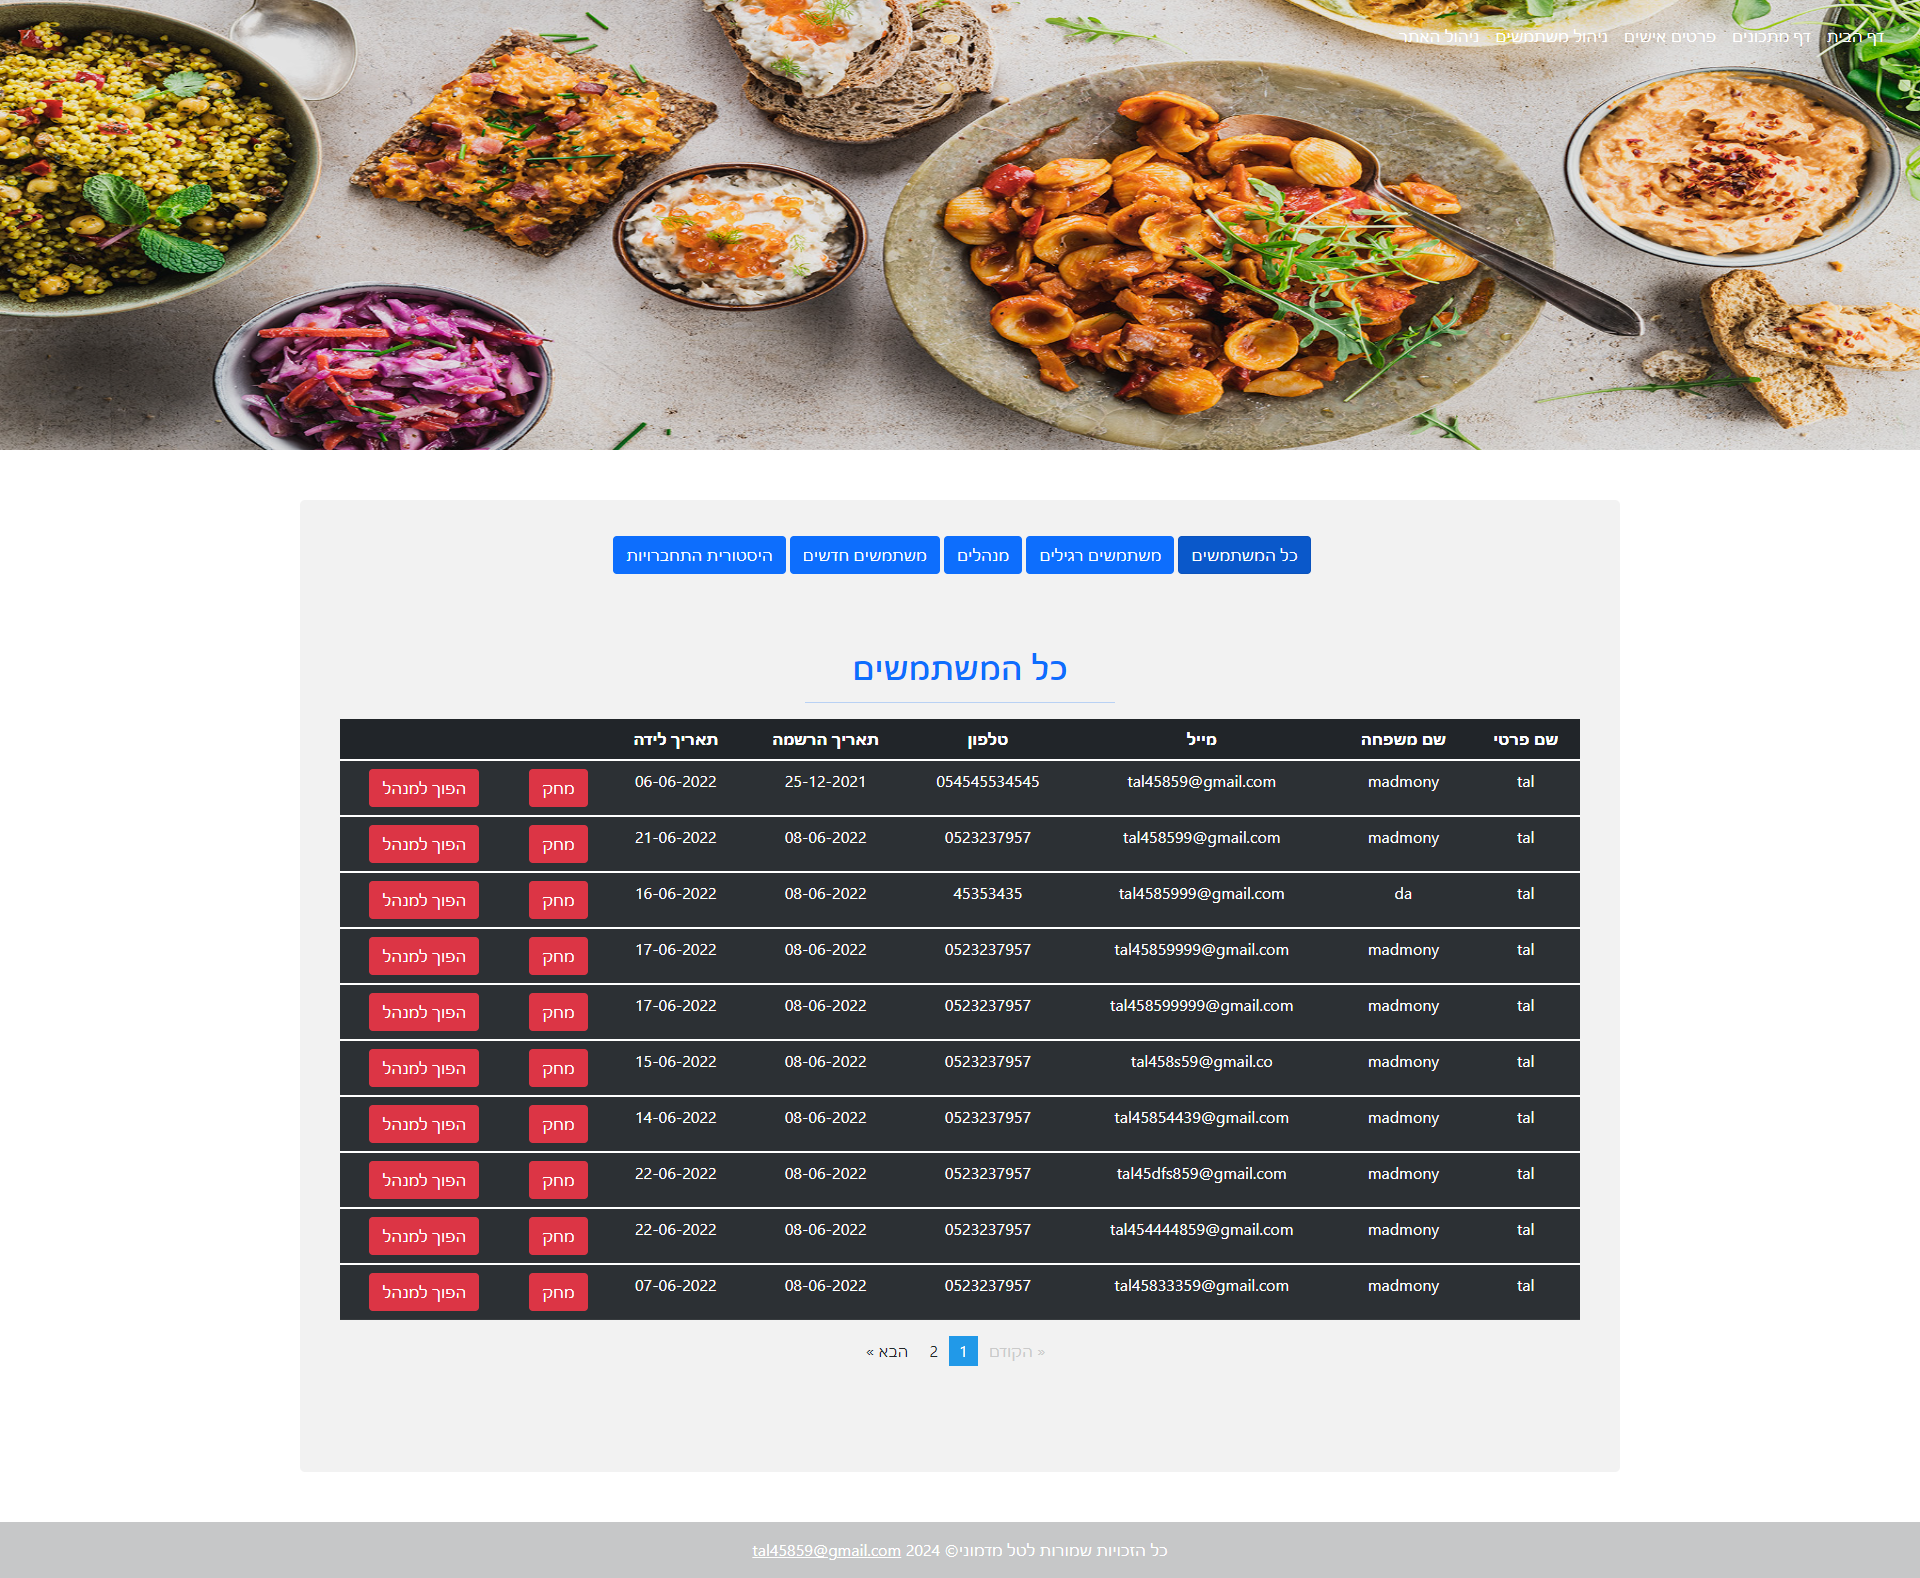 דף הבית דף מתכונים פרטים אישים ניהול משתמשים ניהול האתר
כל המשתמשים משתמשים רגילים מנהלים משתמשים חדשים היסטורית התחברויות
כל המשתמשים
שם פרטי שם משפחה מייל טלפון תאריך הרשמה תאריך לידה
tal madmony tal45859@gmail.com 054545534545 25-12-2021 06-06-2022 מחק הפוך למנהל
tal madmony tal458599@gmail.com 0523237957 08-06-2022 21-06-2022 מחק הפוך למנהל
tal da tal4585999@gmail.com 45353435 08-06-2022 16-06-2022 מחק הפוך למנהל
tal madmony tal45859999@gmail.com 0523237957 08-06-2022 17-06-2022 מחק הפוך למנהל
tal madmony tal458599999@gmail.com 0523237957 08-06-2022 17-06-2022 מחק הפוך למנהל
tal madmony tal458s59@gmail.co 0523237957 08-06-2022 15-06-2022 מחק הפוך למנהל
tal madmony tal45854439@gmail.com 0523237957 08-06-2022 14-06-2022 מחק הפוך למנהל
tal madmony tal45dfs859@gmail.com 0523237957 08-06-2022 22-06-2022 מחק הפוך למנהל
tal madmony tal454444859@gmail.com 0523237957 08-06-2022 22-06-2022 מחק הפוך למנהל
tal madmony tal45833359@gmail.com 0523237957 08-06-2022 07-06-2022 מחק הפוך למנהל
« הקודם 1 2 הבא »
כל הזכויות שמורות לטל מדמוני© 2024 tal45859@gmail.com